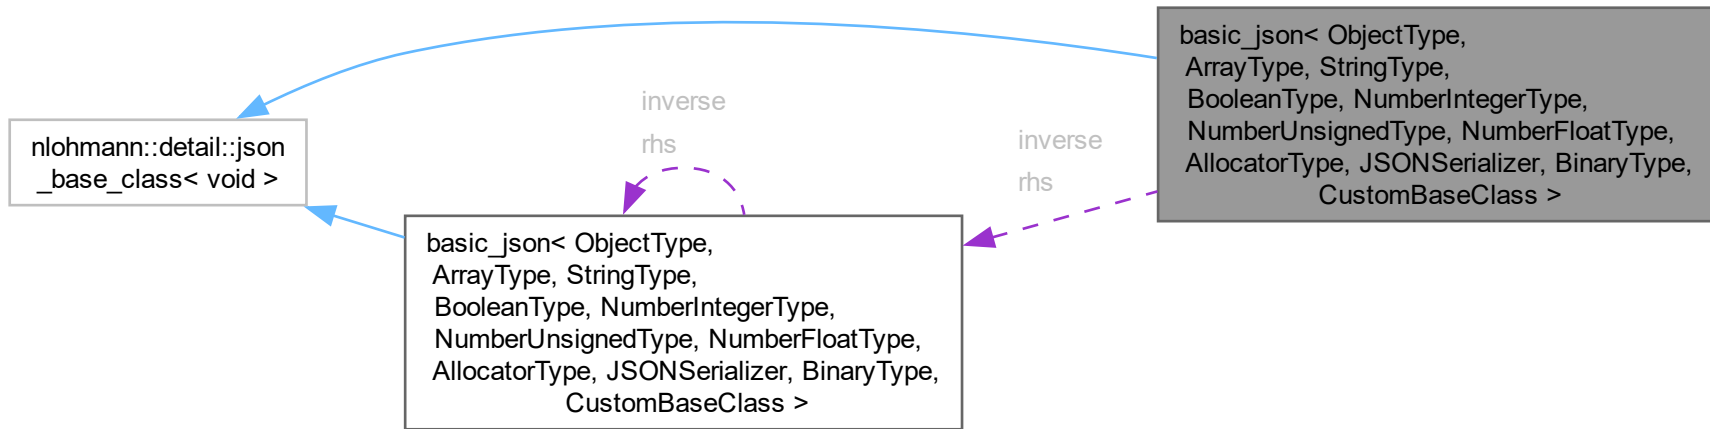 nlohmann::detail::json
_base_class< void >
inverse
rhs
basic_json< ObjectType,
ArrayType, StringType,
BooleanType, NumberIntegerType,
NumberUnsignedType, NumberFloatType,
AllocatorType, JSONSerializer, BinaryType,
CustomBaseClass >
inverse
rhs
basic_json< ObjectType,
ArrayType, StringType,
BooleanType, NumberIntegerType,
NumberUnsignedType, NumberFloatType,
AllocatorType, JSONSerializer, BinaryType,
CustomBaseClass >